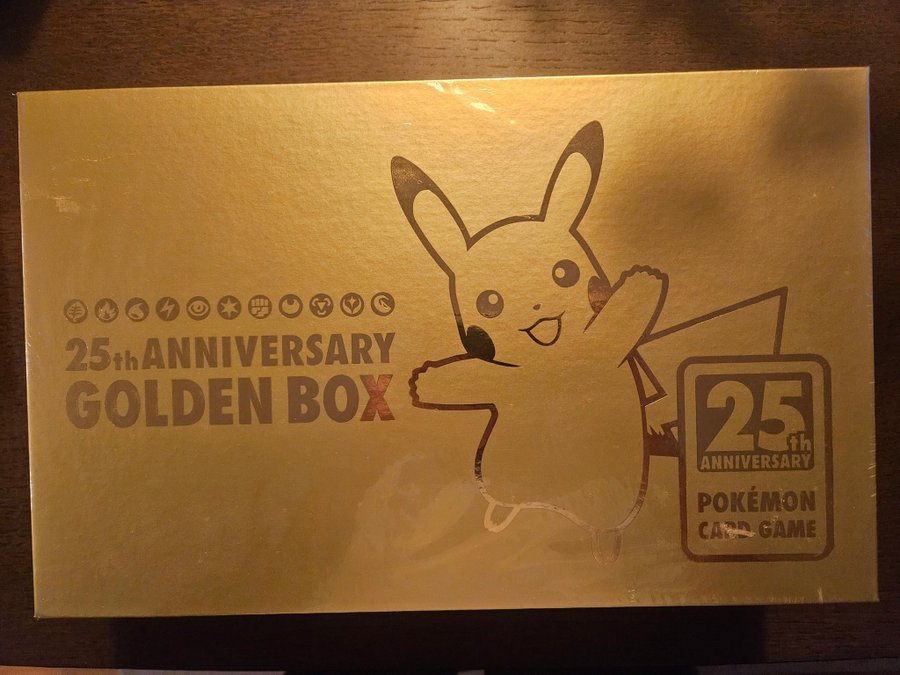 25th ANNIVERSARY
GOLDEN BOX
25th
ANNIVERSARY
POKÉMON
CARD GAME